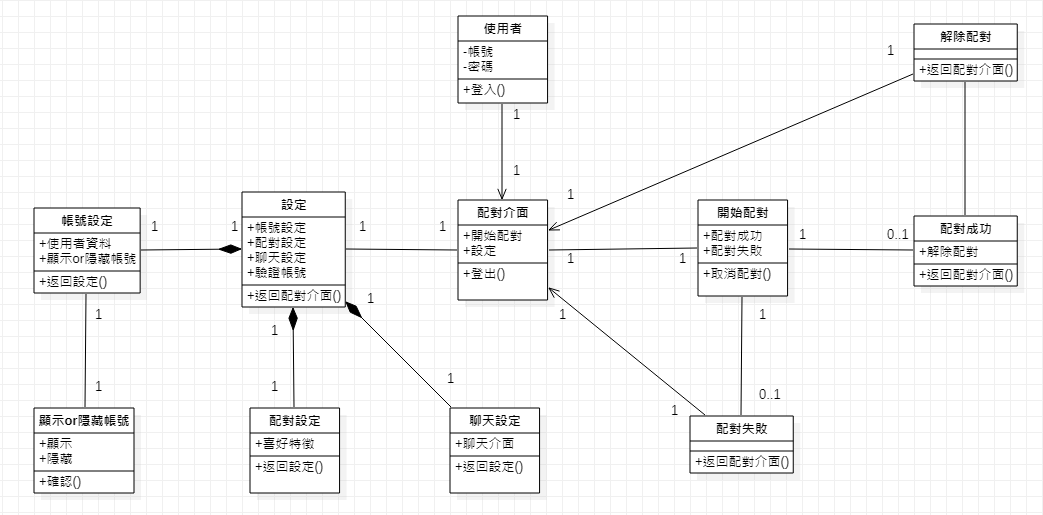 使用者
-帳號
-密碼
+登入()
1
1
解除配對
+返回配對介面()
1
1
帳號設定
+使用者資料
+顯示or隱藏帳號
+返回設定()
1
1
設定
+帳號設定
+配對設定
+聊天設定
+驗證帳號
+返回配對介面()
1
1
配對介面
+開始配對
+設定
+登出()
1
1
開始配對
+配對成功
+配對失敗
+取消配對()
1
0..1
配對成功
+解除配對
+返回配對介面()
1
1
顯示or隱藏帳號
+顯示
+隱藏
+確認()
1
1
配對設定
+喜好特徵
+返回設定()
1
1
聊天設定
+聊天介面
+返回設定()
1
1
1
0..1
配對失敗
+返回配對介面()